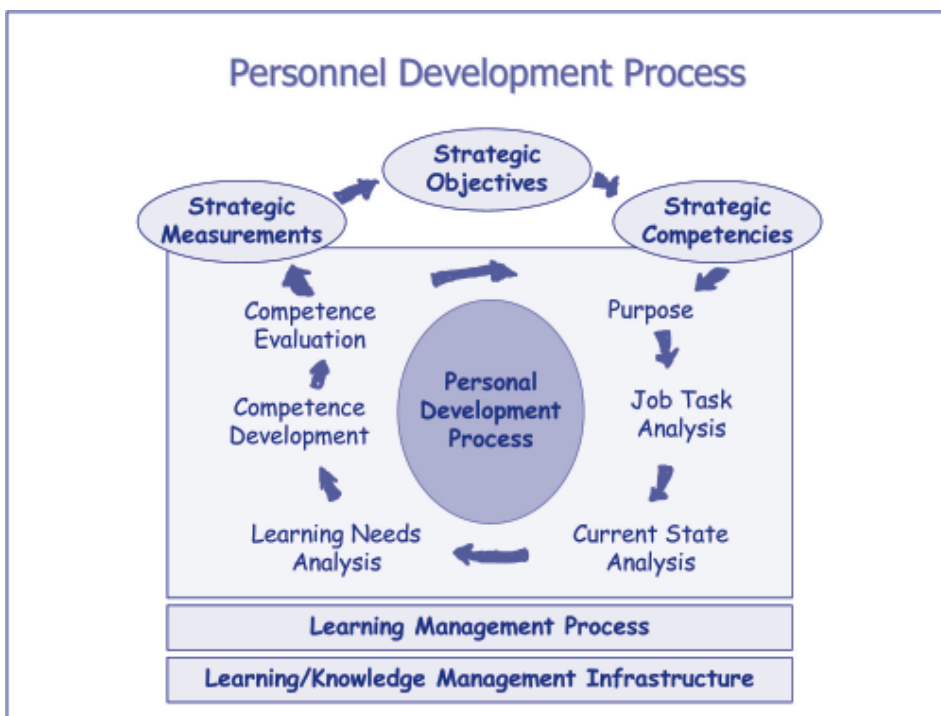 Personnel Development Process
Strategic
Objectives
Strategic
Measurements
Strategic
Competencies
Competence
Evaluation
Purpose
Personal
Development
Process
Competence
Development
Job Task
Analysis
Learning Needs
Analysis
Current State
Analysis
Learning Management Process
Learning/Knowledge Management Infrastructure